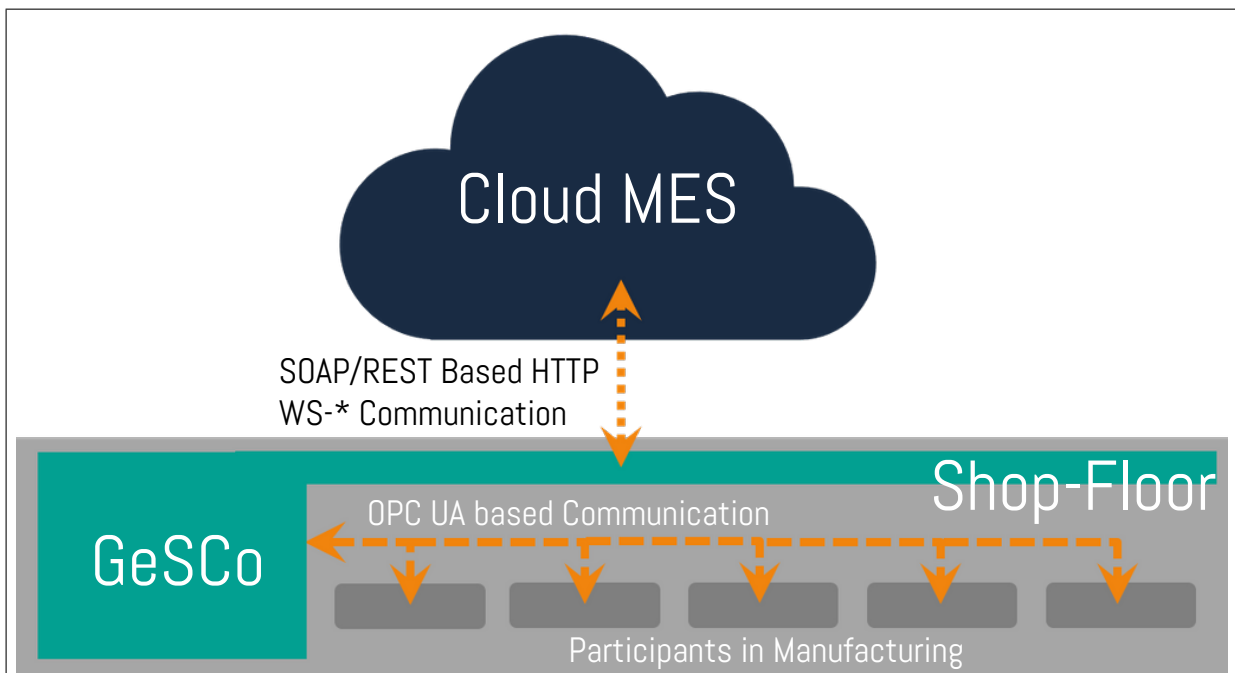 Cloud MES
SOAP/REST Based HTTP
WS-* Communication
Shop-Floor
OPC UA based Communication
GeSCo
Participants in Manufacturing